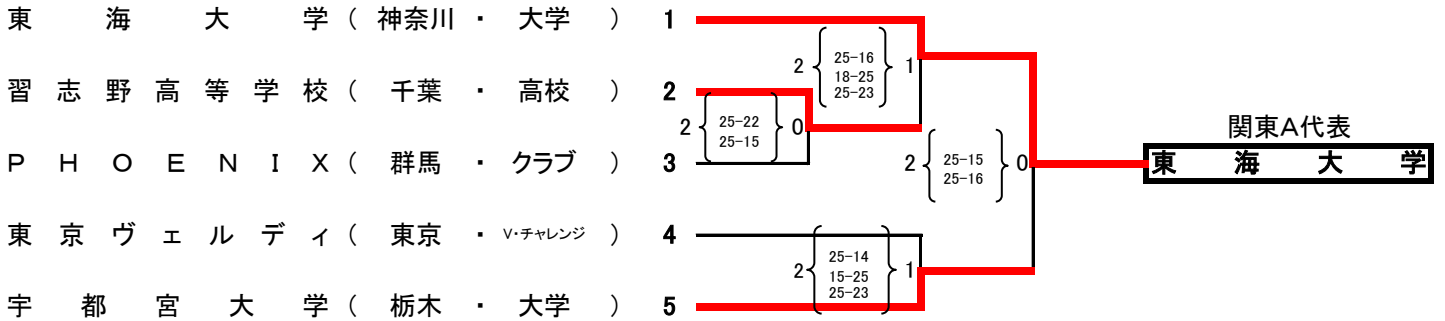 東海大学(神奈川・大学) 1
2 25-16 1
18-25
25-23
習志野高等学校(千葉・高校) 2
2 25-22 0
25-15
関東A代表
PHOENIX(群馬・クラブ) 3
2 25-15 0
25-16
東海大学
東京ヴェルディ(東京・V・チャレンジ) 4
2 25-14 1
15-25
25-23
宇都宮大学(栃木・大学) 5